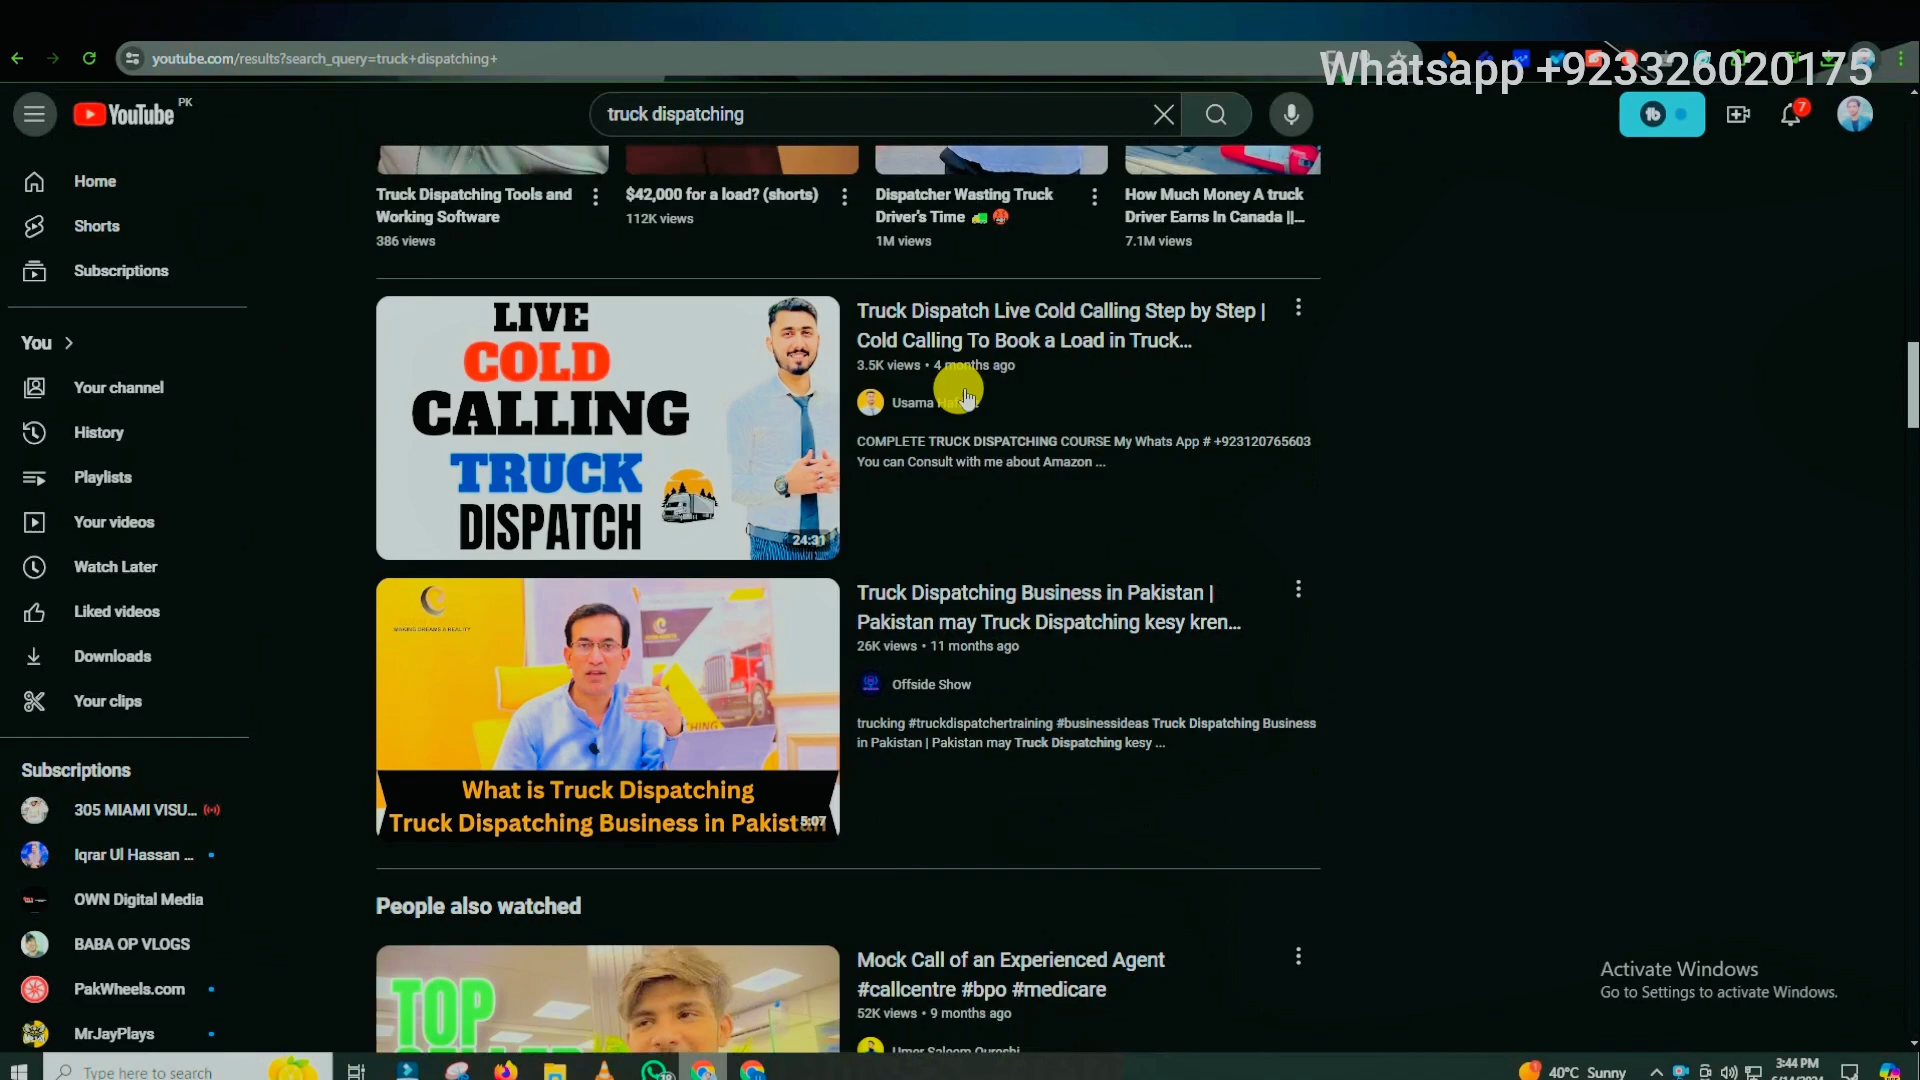 youtube.com/results?search_query=truck+dispatching+
Whatsapp +923326020175
YouTube PK
truck dispatching
7
Home
Shorts
Subscriptions
You
Your channel
History
Playlists
Your videos
Watch Later
Liked videos
Downloads
Your clips
Subscriptions
305 MIAMI VISU...
Iqrar Ul Hassan ...
OWN Digital Media
BABA OP VLOGS
PakWheels.com
MrJayPlays
Truck Dispatching Tools and
Working Software
386 views
$42,000 for a load? (shorts)
112K views
Dispatcher Wasting Truck
Driver's Time
1M views
How Much Money A truck
Driver Earns In Canada ||...
7.1M views
LIVE
COLD
CALLING
TRUCK
DISPATCH
24:31
Truck Dispatch Live Cold Calling Step by Step |
Cold Calling To Book a Load in Truck...
3.5K views • 4 months ago
Usama
COMPLETE TRUCK DISPATCHING COURSE My Whats App # +923120765603
You can Consult with me about Amazon ...
MAKING DREAMS A REALITY
What is Truck Dispatching
Truck Dispatching Business in Pakistan
5:07
Truck Dispatching Business in Pakistan |
Pakistan may Truck Dispatching kesy kren...
26K views • 11 months ago
Offside Show
trucking #truckdispatchertraining #businessideas Truck Dispatching Business
in Pakistan | Pakistan may Truck Dispatching kesy ...
People also watched
TOP
Mock Call of an Experienced Agent
#callcentre #bpo #medicare
52K views • 9 months ago
Umer Saleem Qureshi
Activate Windows
Go to Settings to activate Windows.
Type here to search
40°C Sunny
3:44 PM